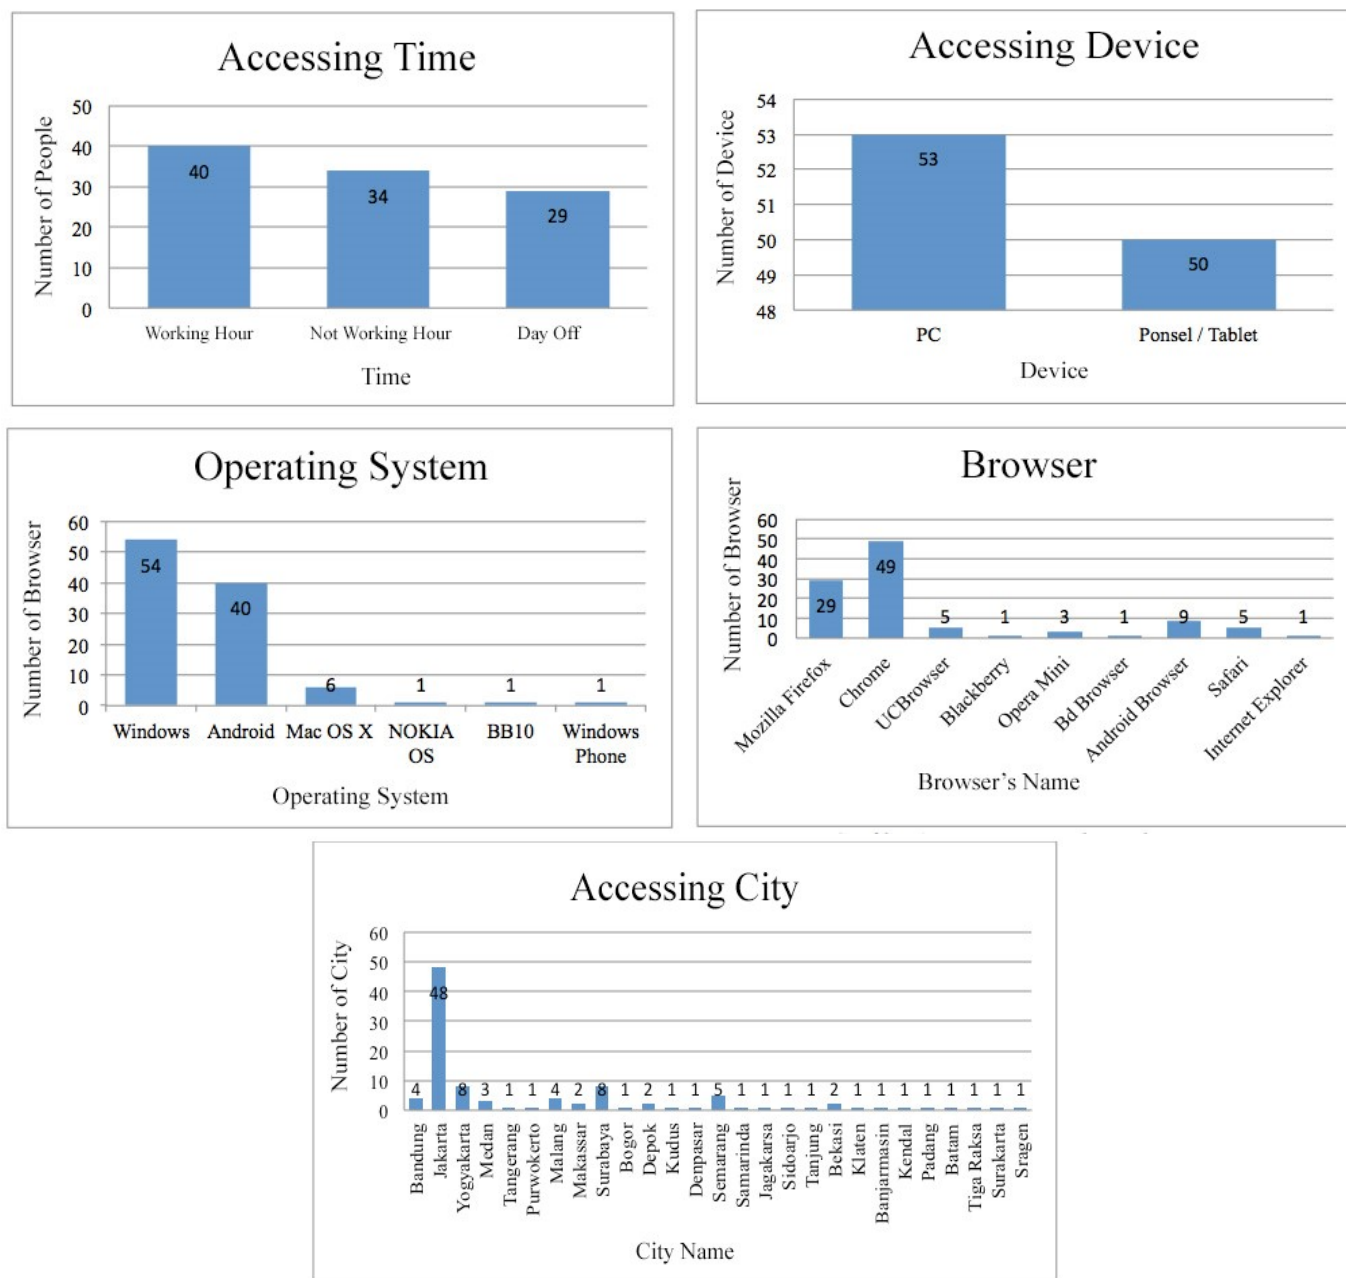 Accessing Time
Number of People
50
40
30
20
10
0
40
34
29
Working Hour
Not Working Hour
Day Off
Time
Accessing Device
Number of Device
54
53
52
51
50
49
48
53
50
PC
Ponsel / Tablet
Device
Operating System
Number of Browser
60
50
40
30
20
10
0
54
40
6
1
1
1
Windows
Android
Mac OS X
NOKIA
OS
BB10
Windows
Phone
Operating System
Browser
Number of Browser
60
50
40
30
20
10
0
29
49
5
1
3
1
9
5
1
Mozilla Firefox
Chrome
UCBrowser
Blackberry
Opera Mini
Bd Browser
Android Browser
Safari
Internet Explorer
Browser's Name
Accessing City
Number of City
60
50
40
30
20
10
0
4
48
8
3
1
1
4
2
8
1
2
1
1
5
1
1
1
1
2
1
1
1
1
1
1
1
1
Bandung
Jakarta
Yogyakarta
Medan
Tangerang
Purwokerto
Malang
Makassar
Surabaya
Bogor
Depok
Kudus
Denpasar
Semarang
Samarinda
Jagakarsa
Sidoarjo
Tanjung
Bekasi
Klaten
Banjarmasin
Kendal
Padang
Batam
Tiga Raksa
Surakarta
Sragen
City Name